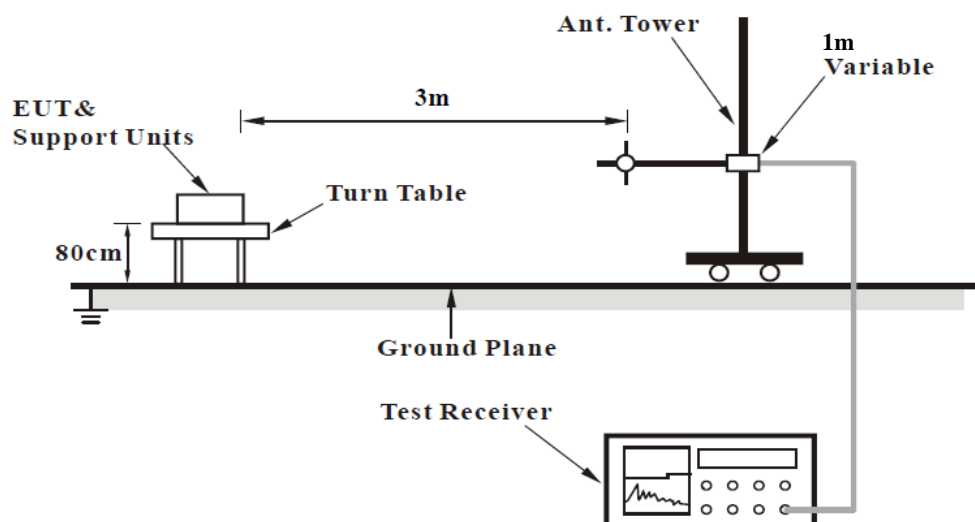 Ant. Tower
1m
Variable
3m
EUT&
Support Units
Turn Table
80cm
Ground Plane
Test Receiver